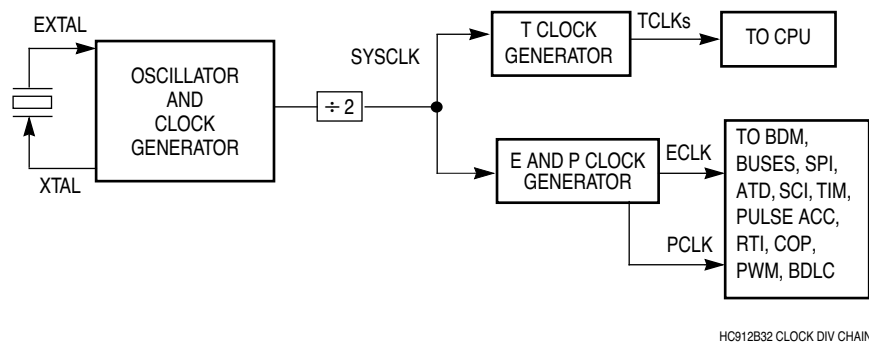 EXTAL
OSCILLATOR
AND
CLOCK
GENERATOR
XTAL
÷ 2
SYSCLK
T CLOCK
GENERATOR
TCLKs
TO CPU
E AND P CLOCK
GENERATOR
ECLK
PCLK
TO BDM,
BUSES, SPI,
ATD, SCI, TIM,
PULSE ACC,
RTI, COP,
PWM, BDLC
HC912B32 CLOCK DIV CHAIN